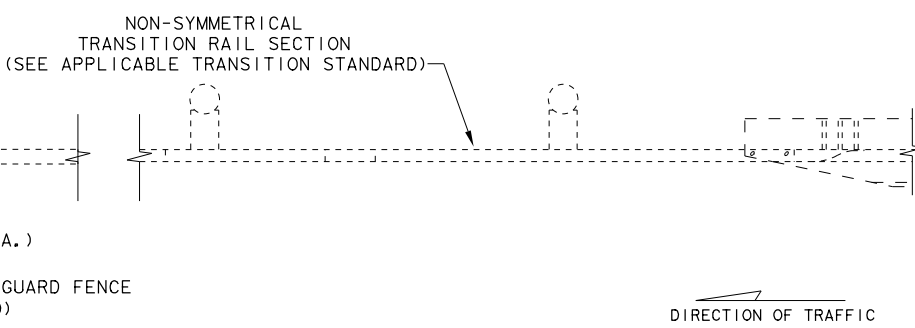 NON-SYMMETRICAL
TRANSITION RAIL SECTION
(SEE APPLICABLE TRANSITION STANDARD)
A.)
GUARD FENCE
)
DIRECTION OF TRAFFIC